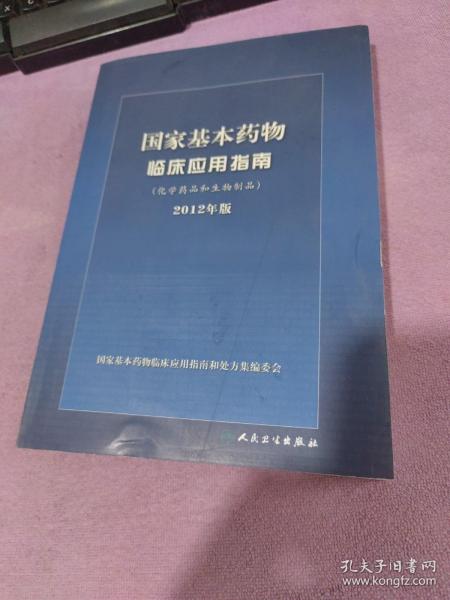 国家基本药物
临床应用指南
(化学药品和生物制品)
2012年版
国家基本药物临床应用指南和处方集编委会
人民卫生出版社
孔夫子旧书网
www.kongfz.com